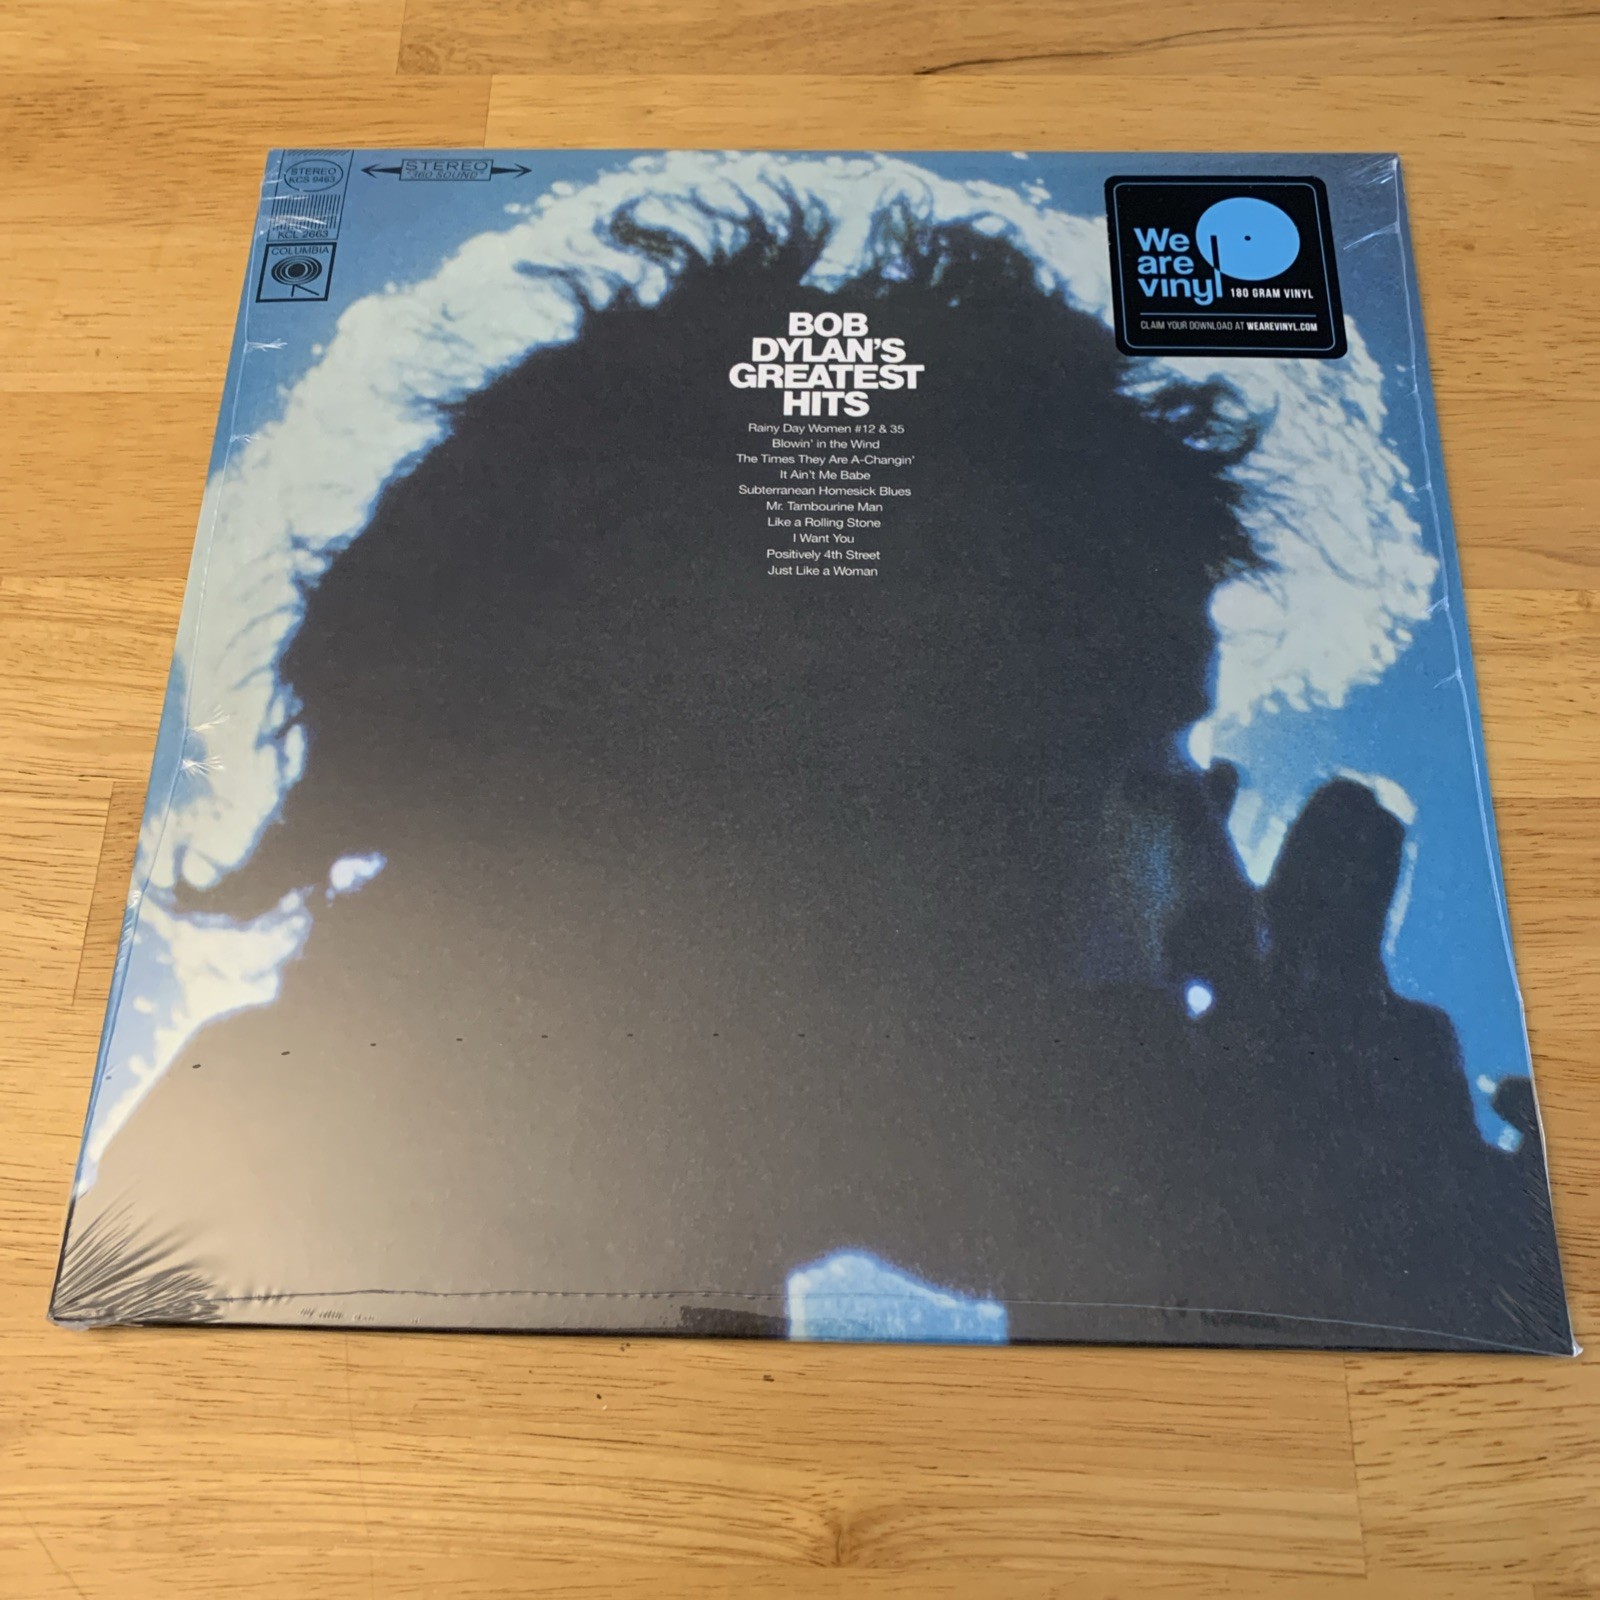 STEREO
KCS 9463
KCL 2663
COLUMBIA
STEREO
"360 SOUND"
We
are
vinyl
180 GRAM VINYL
CLAIM YOUR DOWNLOAD AT WEAREVINYL.COM
BOB
DYLAN'S
GREATEST
HITS
Rainy Day Women #12 & 35
Blowin' in the Wind
The Times They Are A-Changin'
It Ain't Me Babe
Subterranean Homesick Blues
Mr. Tambourine Man
Like a Rolling Stone
I Want You
Positively 4th Street
Just Like a Woman